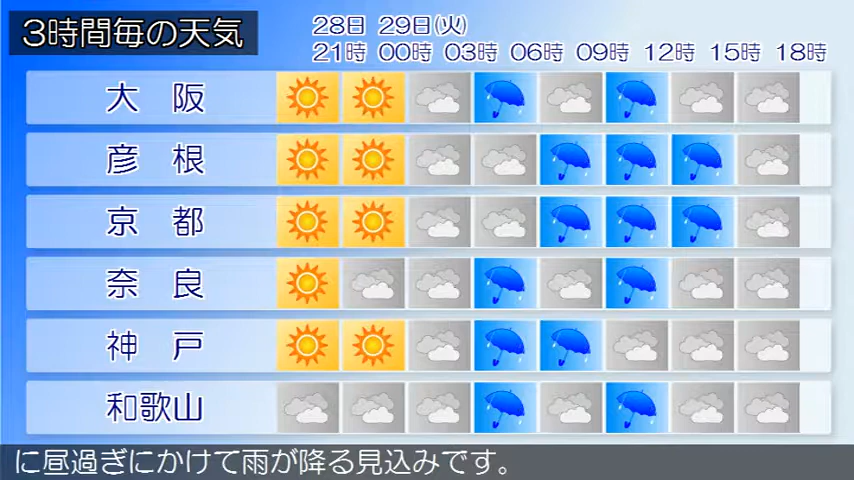 3時間毎の天気
28日 29日(火)
21時 00時 03時 06時 09時 12時 15時 18時
大 阪
彦 根
京 都
奈 良
神 戸
和歌山
に昼過ぎにかけて雨が降る見込みです。